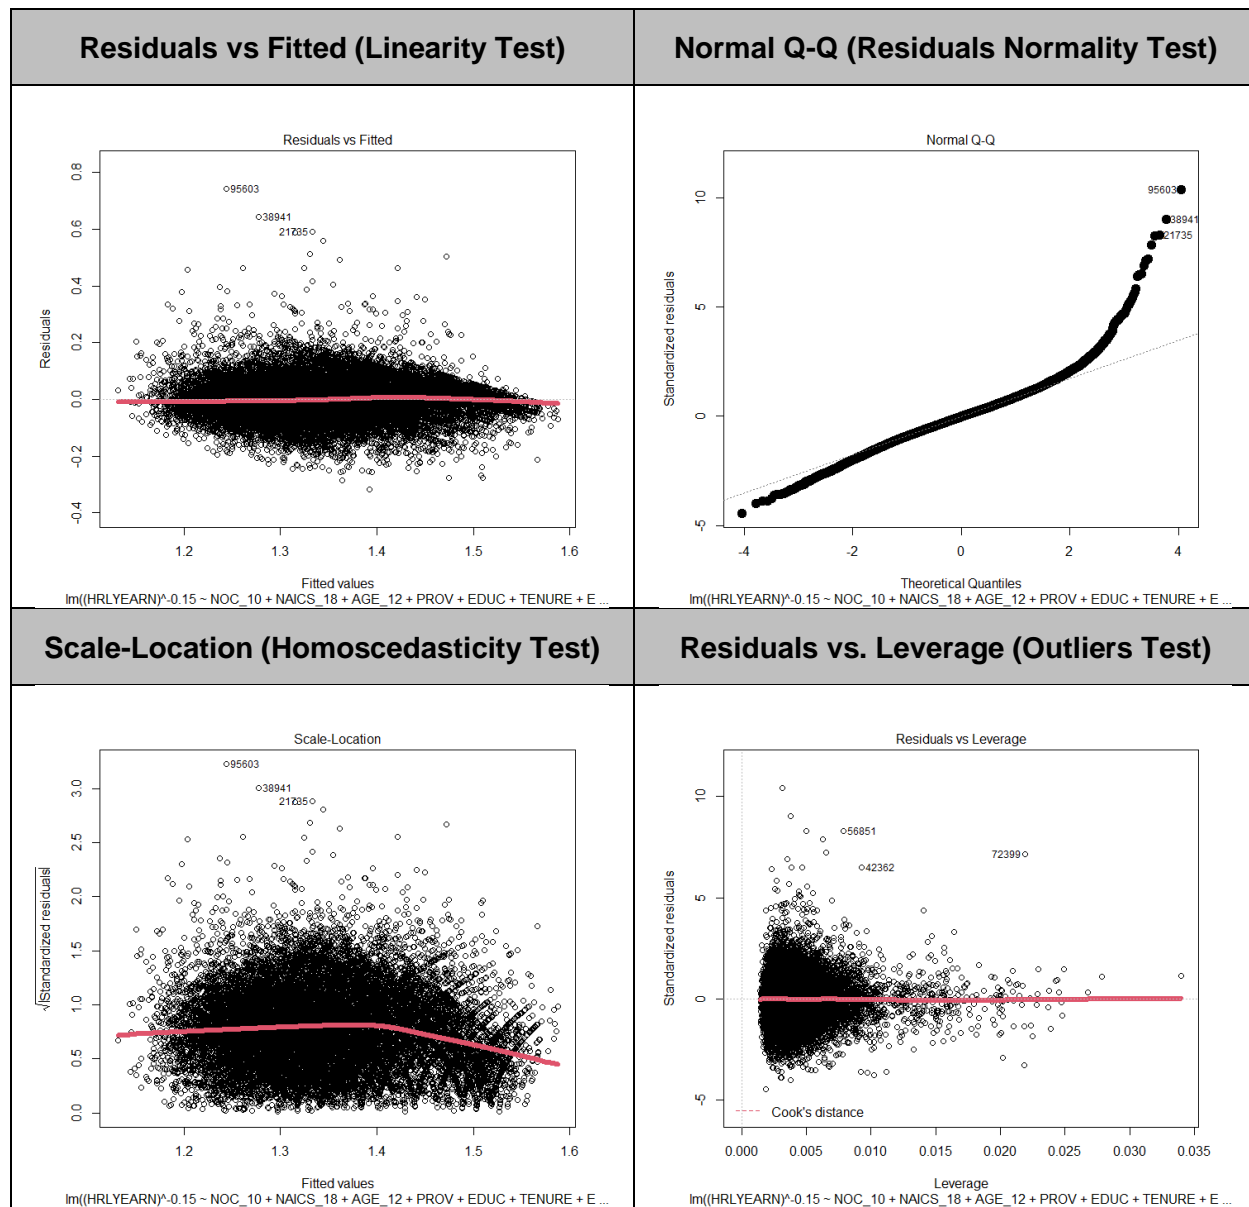 Residuals vs Fitted (Linearity Test)
Normal Q-Q (Residuals Normality Test)
Residuals vs Fitted
Residuals
0.8
0.6
0.4
0.2
0.0
-0.2
-0.4
95603
38941
21735
1.2 1.3 1.4 1.5 1.6
Fitted values
lm((HRLYEARN)^-0.15 ~ NOC_10 + NAICS_18 + AGE_12 + PROV + EDUC + TENURE + E ...
Normal Q-Q
Standardized residuals
10
5
0
-5
95603
38941
21735
-4 -2 0 2 4
Theoretical Quantiles
lm((HRLYEARN)^-0.15 ~ NOC_10 + NAICS_18 + AGE_12 + PROV + EDUC + TENURE + E ...
Scale-Location (Homoscedasticity Test)
Residuals vs. Leverage (Outliers Test)
Scale-Location
√|Standardized residuals|
3.0
2.5
2.0
1.5
1.0
0.5
0.0
95603
38941
21735
1.2 1.3 1.4 1.5 1.6
Fitted values
lm((HRLYEARN)^-0.15 ~ NOC_10 + NAICS_18 + AGE_12 + PROV + EDUC + TENURE + E ...
Residuals vs Leverage
Standardized residuals
10
5
0
-5
56851
72399
42362
Cook's distance
0.000 0.005 0.010 0.015 0.020 0.025 0.030 0.035
Leverage
lm((HRLYEARN)^-0.15 ~ NOC_10 + NAICS_18 + AGE_12 + PROV + EDUC + TENURE + E ...